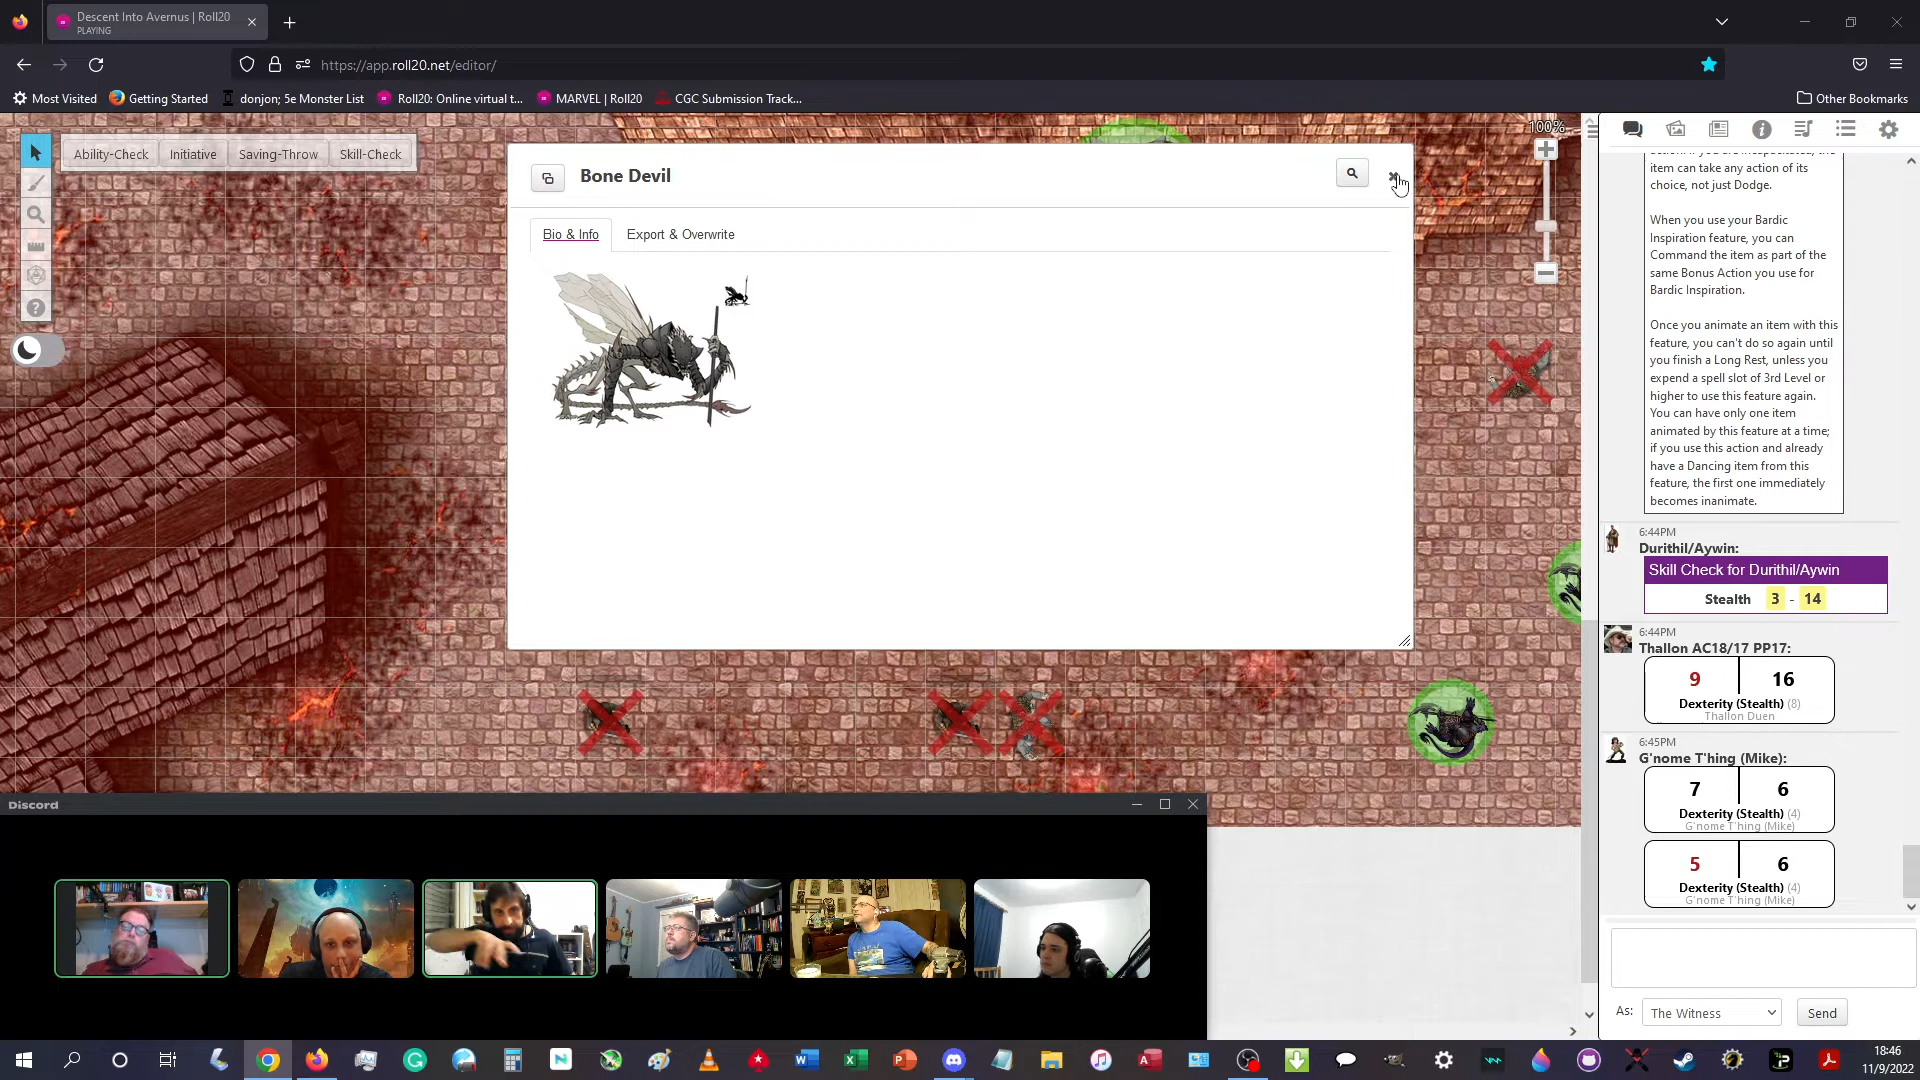 Descent Into Avernus | Roll20
PLAYING
https://app.roll20.net/editor/
Most Visited
Getting Started
donjon; 5e Monster List
Roll20: Online virtual t...
MARVEL | Roll20
CGC Submission Track...
Other Bookmarks
Ability-Check
Initiative
Saving-Throw
Skill-Check
100%
Bone Devil
Bio & Info
Export & Overwrite
item can take any action of its
choice, not just Dodge.
When you use your Bardic
Inspiration feature, you can
Command the item as part of the
same Bonus Action you use for
Bardic Inspiration.
Once you animate an item with this
feature, you can't do so again until
you finish a Long Rest, unless you
expend a spell slot of 3rd Level or
higher to use this feature again.
You can have only one item
animated by this feature at a time;
if you use this action and already
have a Dancing item from this
feature, the first one immediately
becomes inanimate.
6:44PM
Durithil/Aywin:
Skill Check for Durithil/Aywin
Stealth 3 - 14
6:44PM
Thallon AC18/17 PP17:
9 16
Dexterity (Stealth) (8)
Thallon Duen
6:45PM
G'nome T'hing (Mike):
7 6
Dexterity (Stealth) (4)
G'nome T'hing (Mike)
5 6
Dexterity (Stealth) (4)
G'nome T'hing (Mike)
As:
The Witness
Send
Discord
18:46
11/9/2022